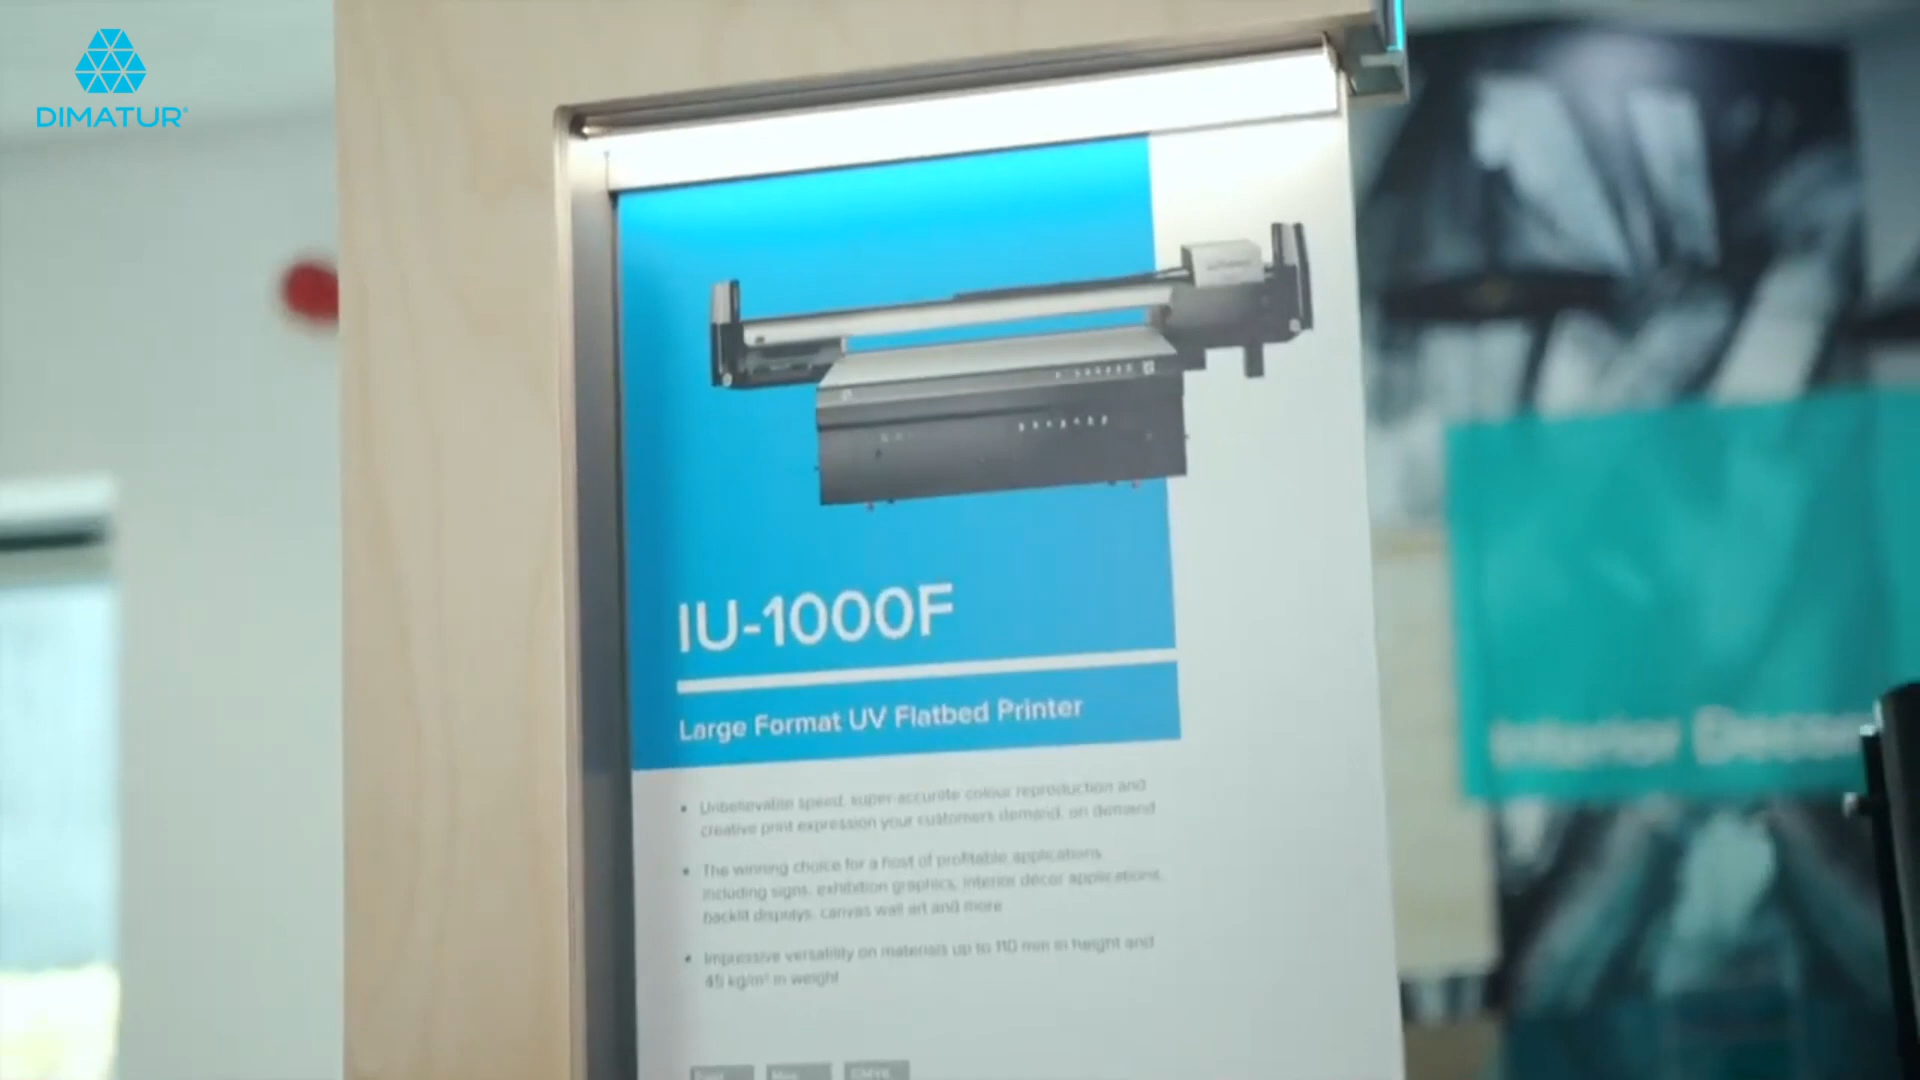 DIMATUR®
IU-1000F
Large Format UV Flatbed Printer
• Unbelievable speed, super-accurate colour reproduction and
creative print expression your customers demand, on demand
• The winning choice for a host of profitable applications
including signs, exhibition graphics, interior décor applications,
backlit displays, canvas wall art and more
• Impressive versatility on materials up to 110 mm in height and
45 kg/m² in weight
Interior